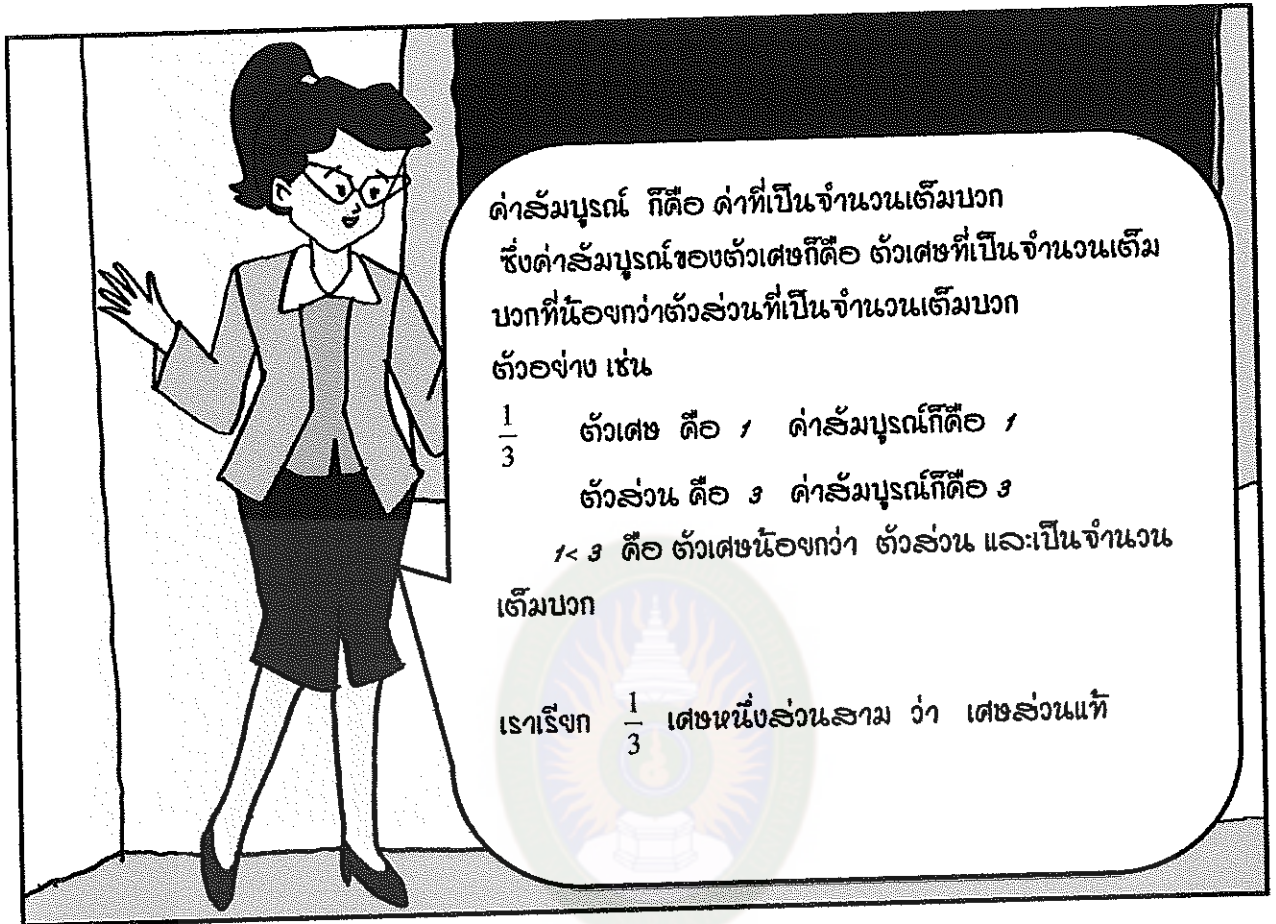 ค่าสัมบูรณ์ ก็คือ ค่าที่เป็นจำนวนเต็มบวก
ซึ่งค่าสัมบูรณ์ของตัวเศษก็คือ ตัวเศษที่เป็นจำนวนเต็ม
บวกที่น้อยกว่าตัวส่วนที่เป็นจำนวนเต็มบวก
ตัวอย่าง เช่น
1/3 ตัวเศษ คือ 1 ค่าสัมบูรณ์ก็คือ 1
ตัวส่วน คือ 3 ค่าสัมบูรณ์ก็คือ 3
1< 3 คือ ตัวเศษน้อยกว่า ตัวส่วน และเป็นจำนวน
เต็มบวก
เราเรียก 1/3 เศษหนึ่งส่วนสาม ว่า เศษส่วนแท้